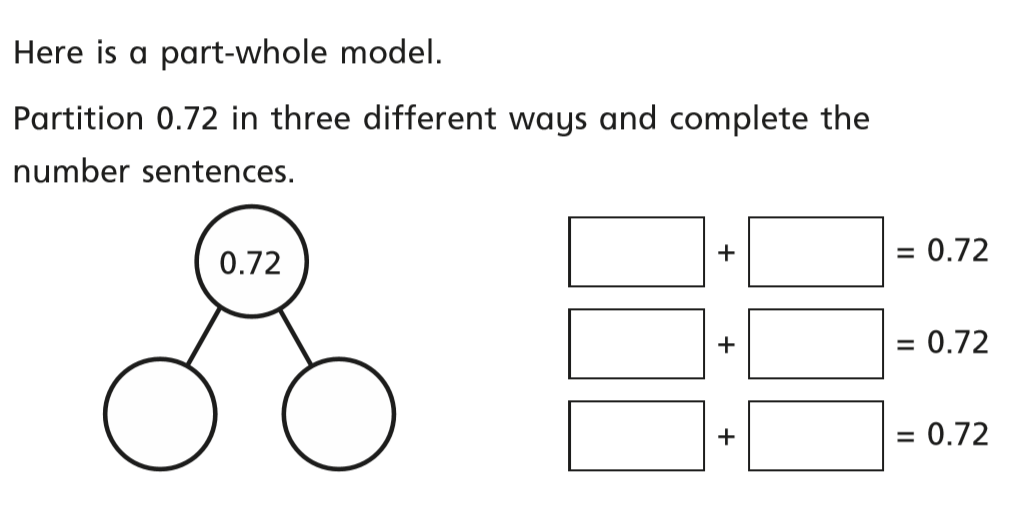 Here is a part-whole model.
Partition 0.72 in three different ways and complete the
number sentences.
0.72
+ = 0.72
+ = 0.72
+ = 0.72